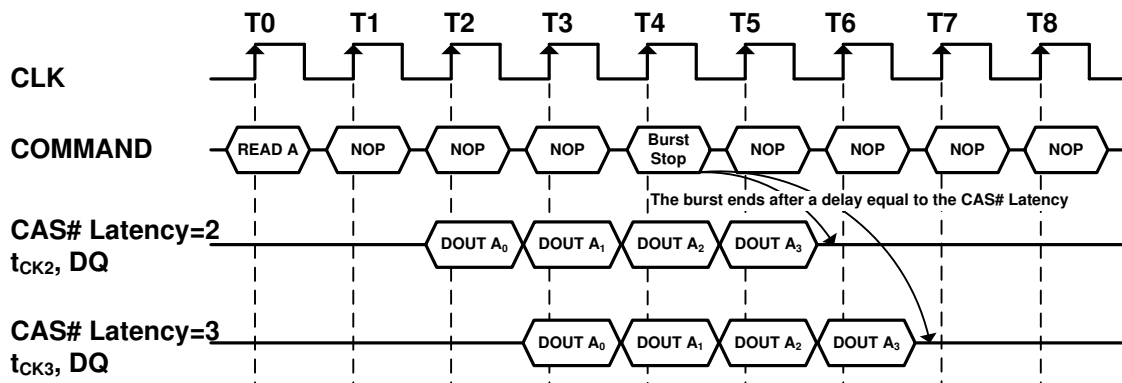 T0 T1 T2 T3 T4 T5 T6 T7 T8
CLK
COMMAND READ A NOP NOP NOP Burst Stop NOP NOP NOP NOP
The burst ends after a delay equal to the CAS# Latency
CAS# Latency=2
tCK2, DQ DOUT A0 DOUT A1 DOUT A2 DOUT A3
CAS# Latency=3
tCK3, DQ DOUT A0 DOUT A1 DOUT A2 DOUT A3